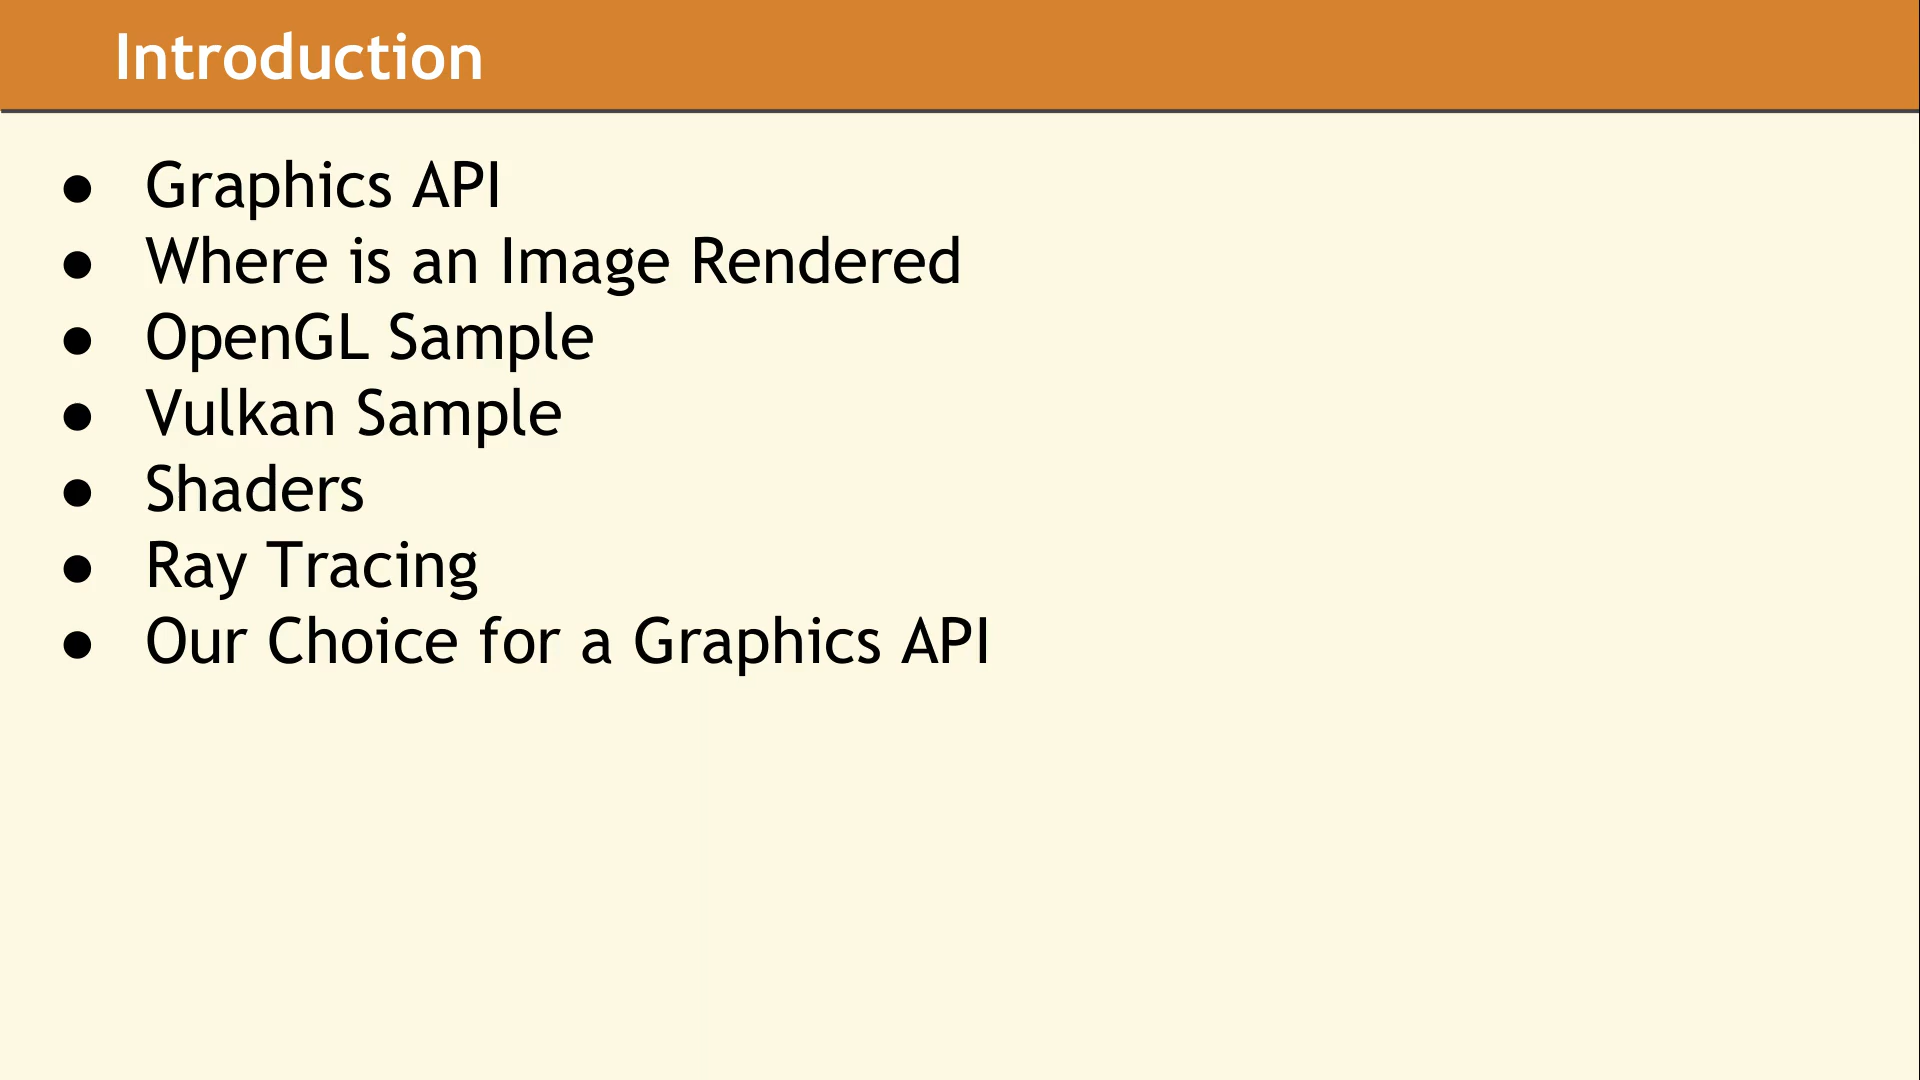 Introduction
● Graphics API
● Where is an Image Rendered
● OpenGL Sample
● Vulkan Sample
● Shaders
● Ray Tracing
● Our Choice for a Graphics API